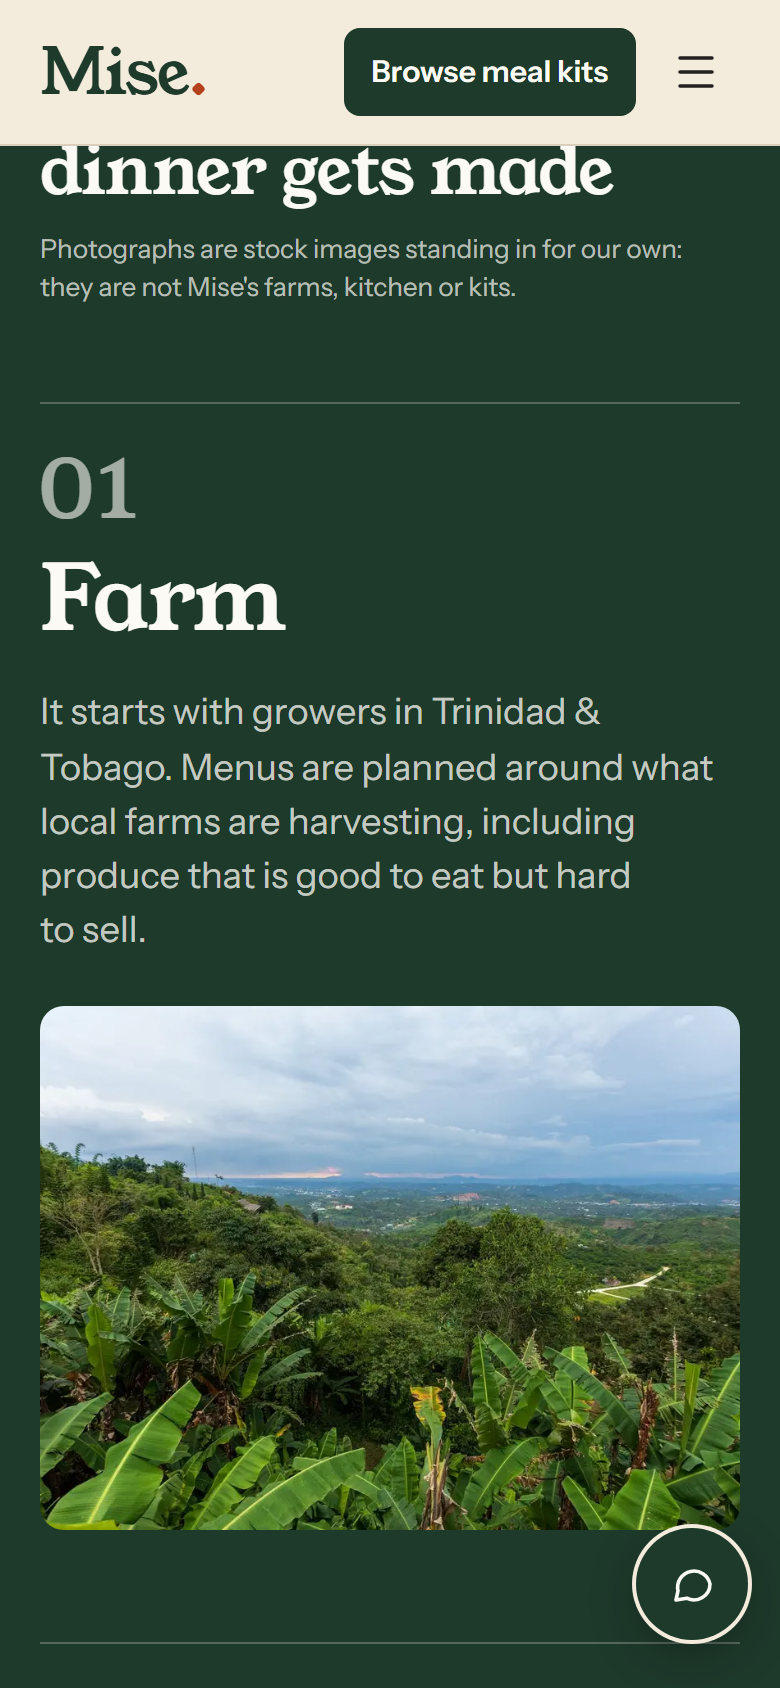 Mise.
Browse meal kits
dinner gets made
Photographs are stock images standing in for our own:
they are not Mise's farms, kitchen or kits.
01
Farm
It starts with growers in Trinidad &
Tobago. Menus are planned around what
local farms are harvesting, including
produce that is good to eat but hard
to sell.